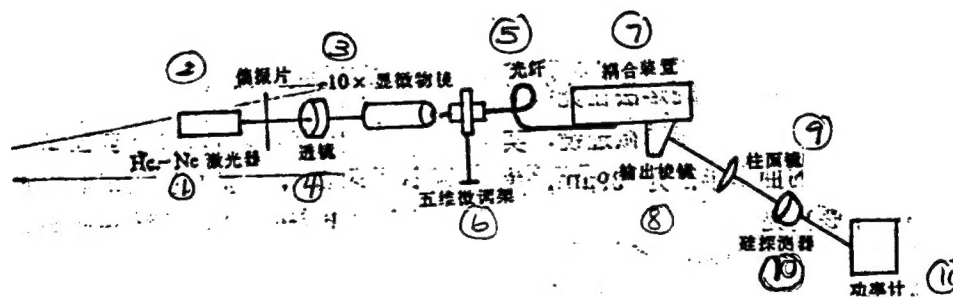 ⑤
⑦
③
②
光纤
耦合装置
偏振片
10× 显微物镜
⑨
柱面镜
He-Ne 激光器
透镜
输出棱镜
①
④
五维微调架
⑥
⑧
硅探测器
⑩
功率计